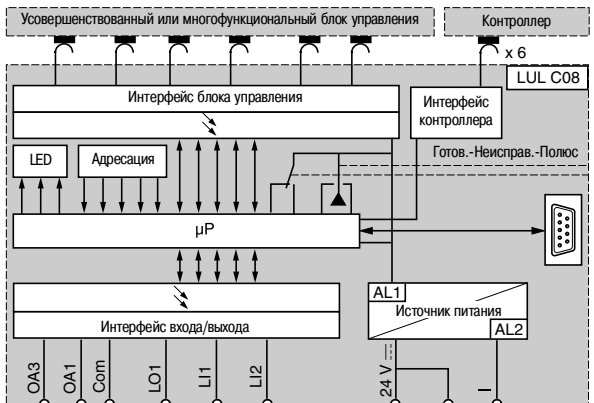 Усовершенствованный или многофункциональный блок управления
Контроллер
x 6
LUL C08
Интерфейс блока управления
Интерфейс
контроллера
LED
Адресация
Готов.-Неисправ.-Полюс
µP
AL1
Источник питания
AL2
Интерфейс входа/выхода
OA3
OA1
Com
LO1
LI1
LI2
24 V